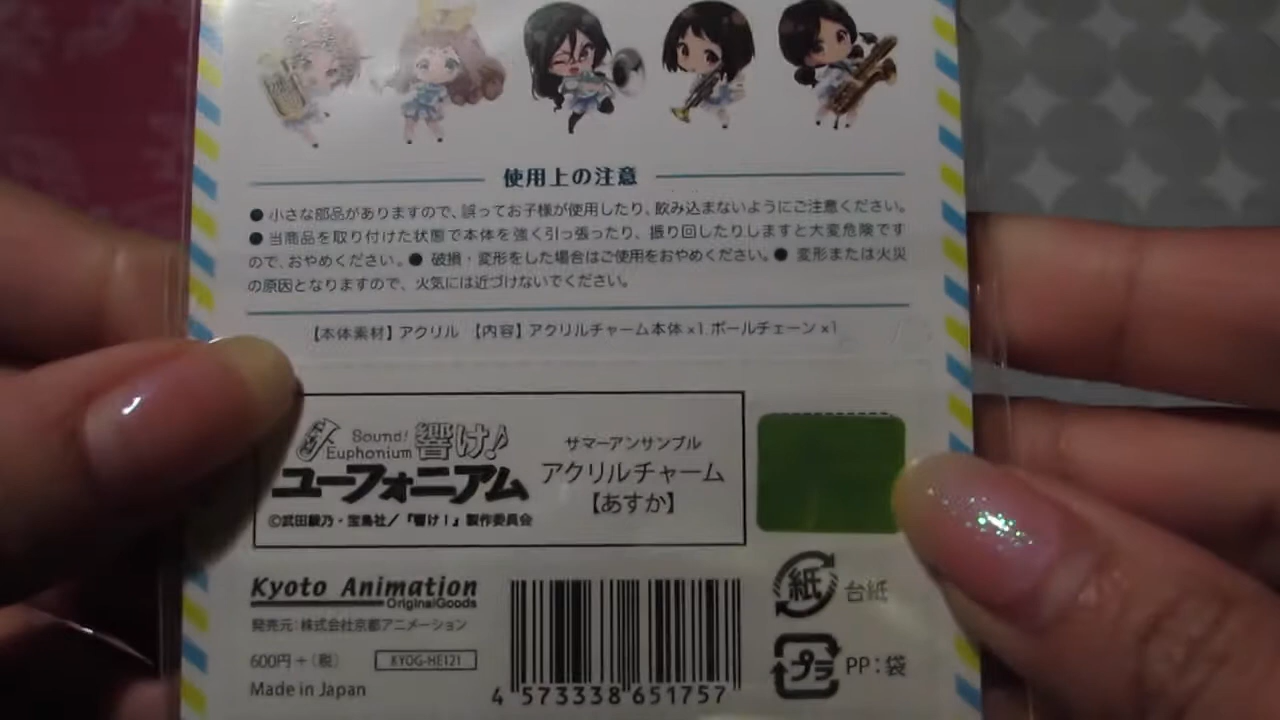 使用上の注意
● 小さな部品がありますので、誤ってお子様が使用したり、飲み込まないようにご注意ください。
● 当商品を取り付けた状態で本体を強く引っ張ったり、振り回したりしますと大変危険です
ので、おやめください。● 破損・変形をした場合はご使用をおやめください。● 変形または火災
の原因となりますので、火気には近づけないでください。
【本体素材】アクリル 【内容】アクリルチャーム本体 ×1. ボールチェーン ×1
Sound!
Euphonium
響け♪
ユーフォニアム
©武田綾乃・宝島社/『響け!』製作委員会
サマーアンサンブル
アクリルチャーム
【あすか】
紙 台紙
Kyoto Animation
OriginalGoods
発売元:株式会社京都アニメーション
600円+(税) KYOG-HE121
Made in Japan
4 573338 651757
プラ PP:袋